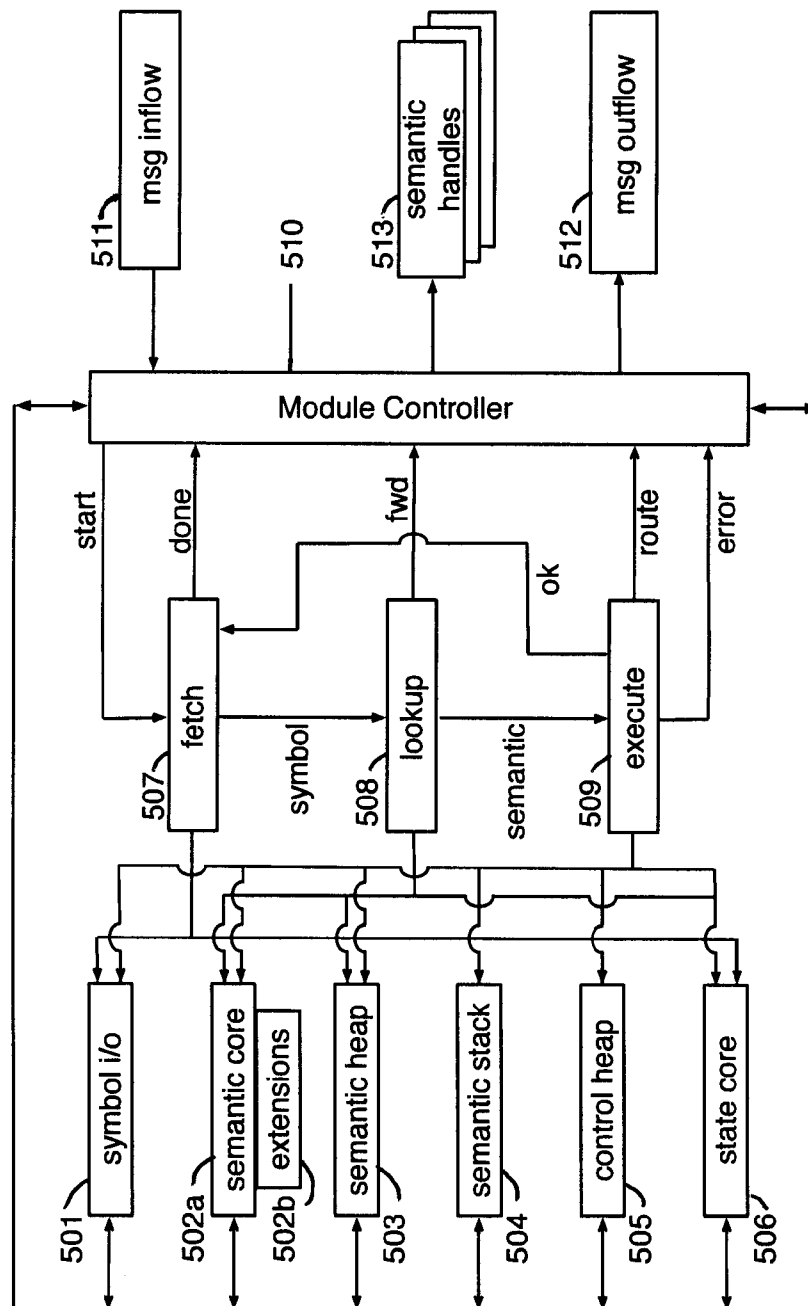 511
msg inflow
510
513
semantic
handles
512
msg outflow
Module Controller
start
done
fwd
ok
route
error
507
fetch
symbol
508
lookup
semantic
509
execute
501
symbol i/o
502a
semantic core
extensions
502b
503
semantic heap
504
semantic stack
505
control heap
506
state core